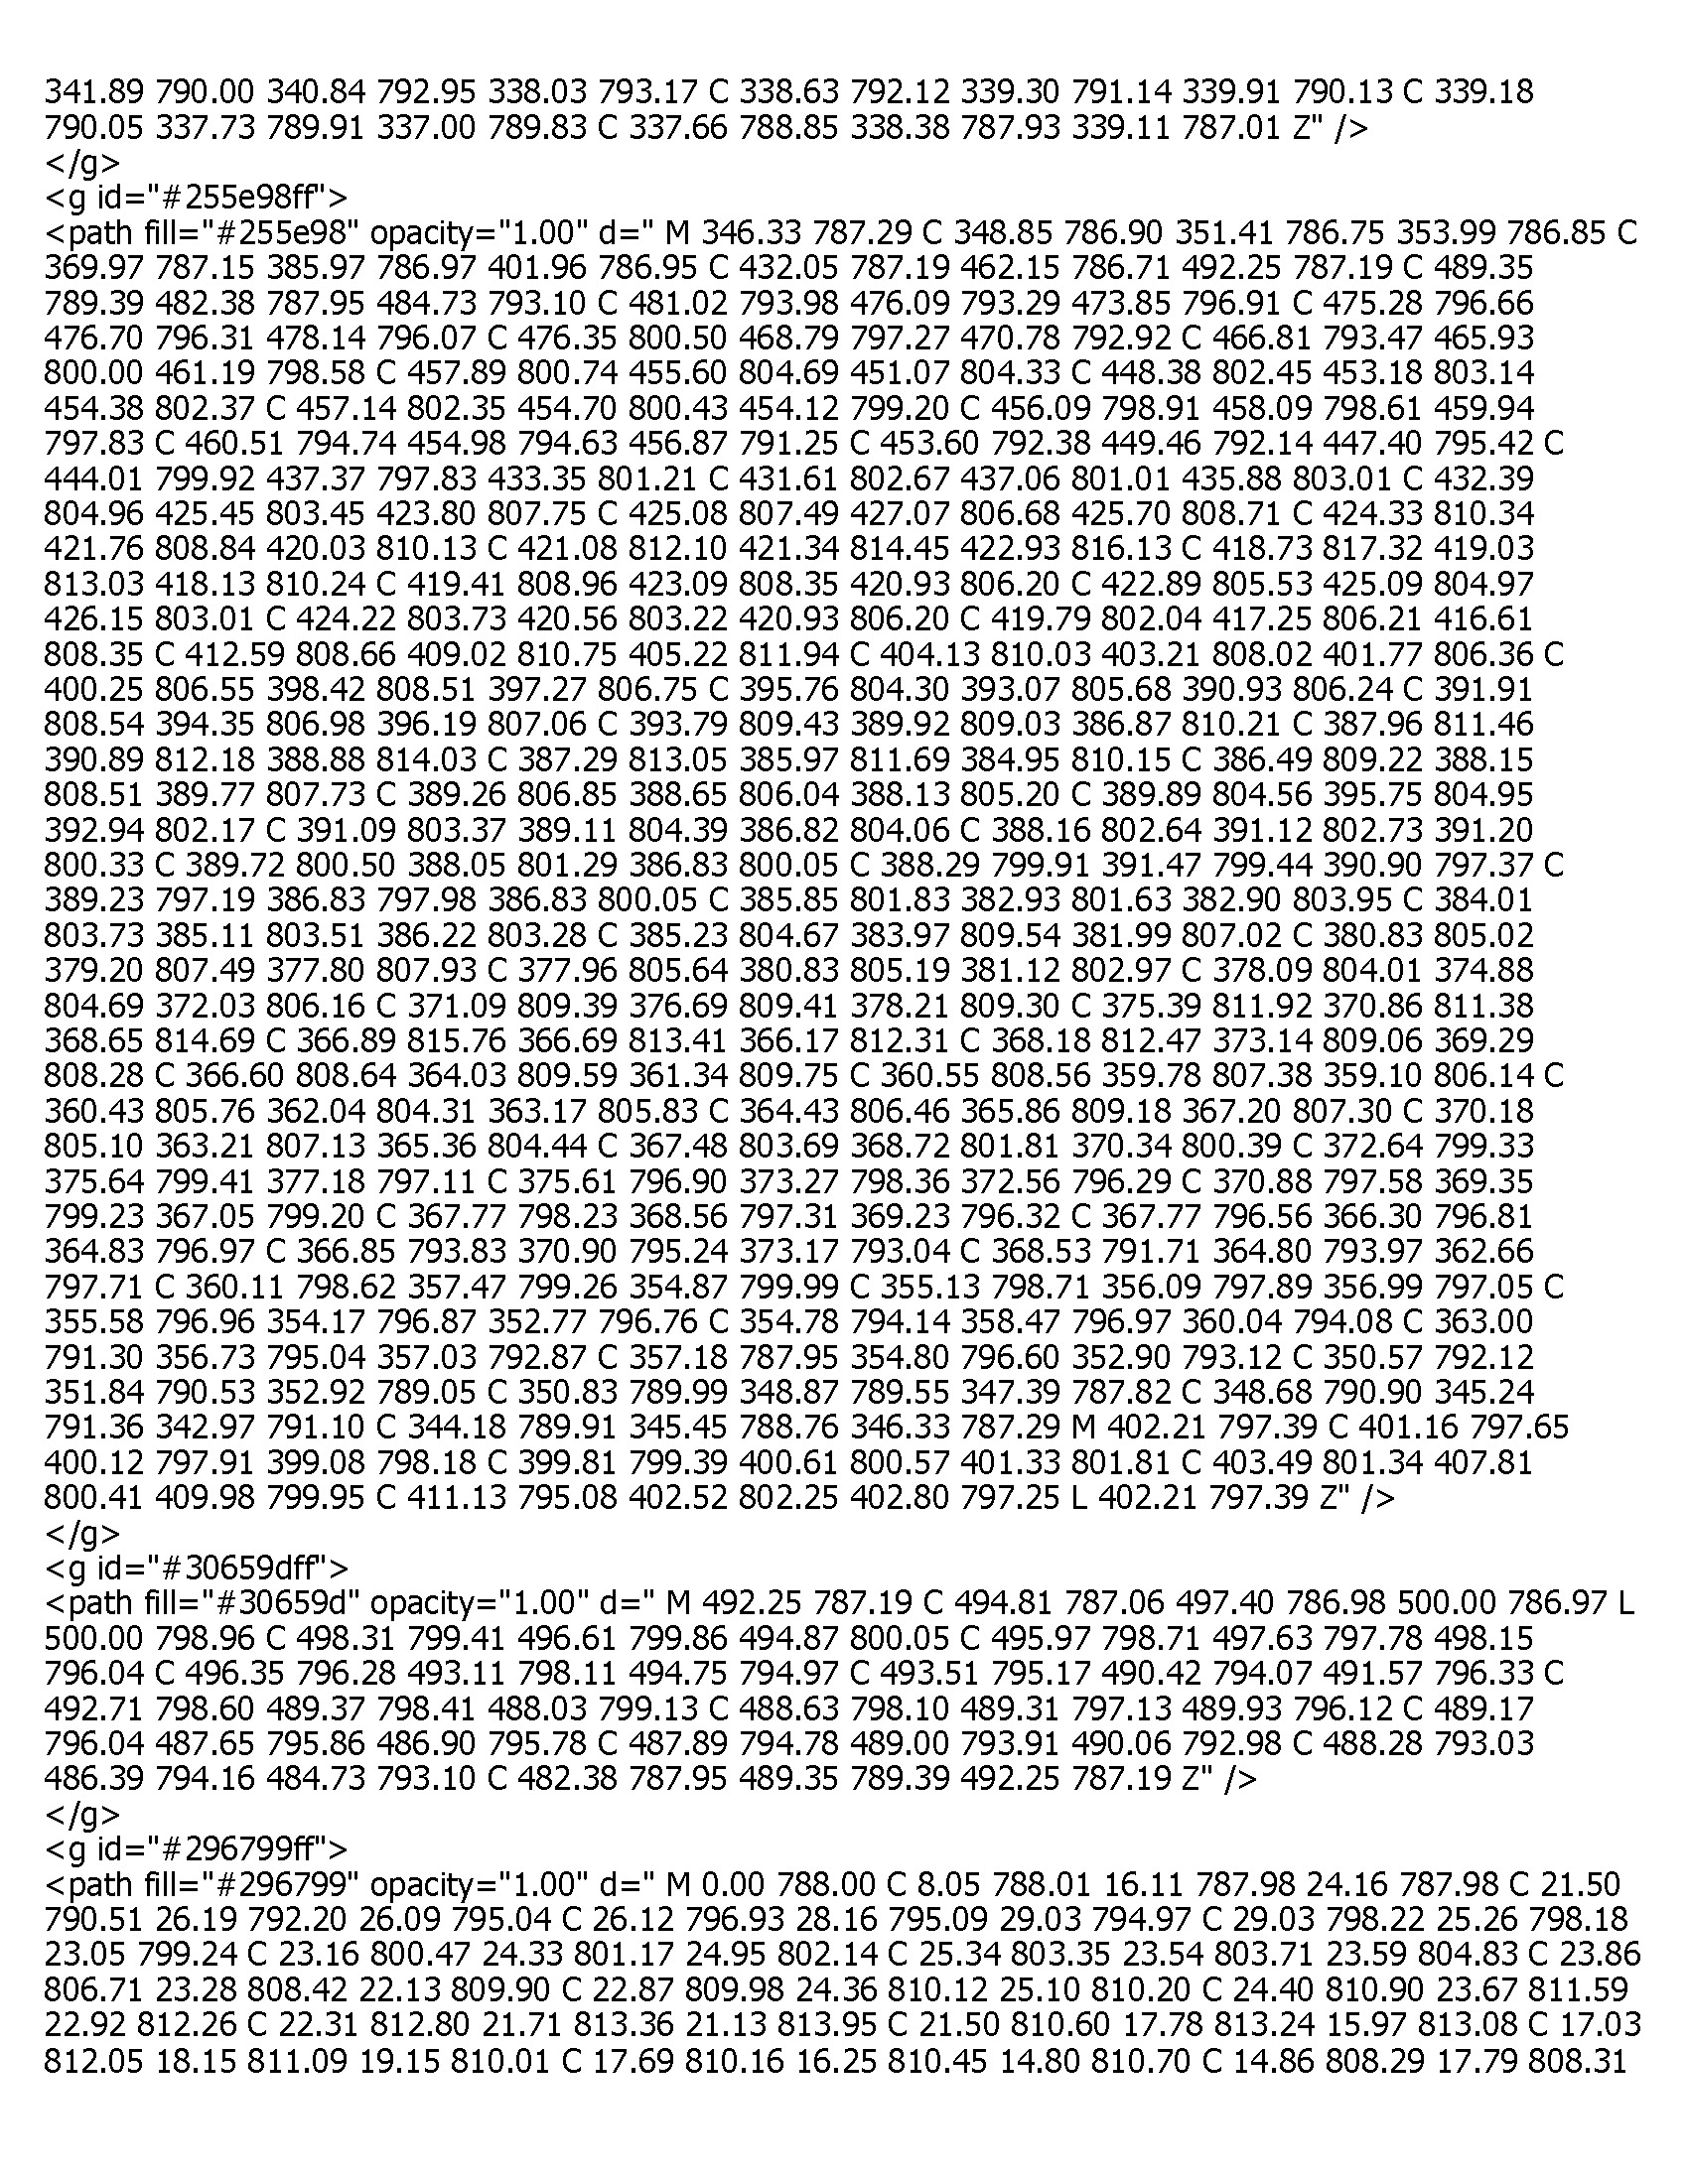 341.89 790.00 340.84 792.95 338.03 793.17 C 338.63 792.12 339.30 791.14 339.91 790.13 C 339.18
790.05 337.73 789.91 337.00 789.83 C 337.66 788.85 338.38 787.93 339.11 787.01 Z" />
</g>
<g id="#255e98ff">
<path fill="#255e98" opacity="1.00" d=" M 346.33 787.29 C 348.85 786.90 351.41 786.75 353.99 786.85 C
369.97 787.15 385.97 786.97 401.96 786.95 C 432.05 787.19 462.15 786.71 492.25 787.19 C 489.35
789.39 482.38 787.95 484.73 793.10 C 481.02 793.98 476.09 793.29 473.85 796.91 C 475.28 796.66
476.70 796.31 478.14 796.07 C 476.35 800.50 468.79 797.27 470.78 792.92 C 466.81 793.47 465.93
800.00 461.19 798.58 C 457.89 800.74 455.60 804.69 451.07 804.33 C 448.38 802.45 453.18 803.14
454.38 802.37 C 457.14 802.35 454.70 800.43 454.12 799.20 C 456.09 798.91 458.09 798.61 459.94
797.83 C 460.51 794.74 454.98 794.63 456.87 791.25 C 453.60 792.38 449.46 792.14 447.40 795.42 C
444.01 799.92 437.37 797.83 433.35 801.21 C 431.61 802.67 437.06 801.01 435.88 803.01 C 432.39
804.96 425.45 803.45 423.80 807.75 C 425.08 807.49 427.07 806.68 425.70 808.71 C 424.33 810.34
421.76 808.84 420.03 810.13 C 421.08 812.10 421.34 814.45 422.93 816.13 C 418.73 817.32 419.03
813.03 418.13 810.24 C 419.41 808.96 423.09 808.35 420.93 806.20 C 422.89 805.53 425.09 804.97
426.15 803.01 C 424.22 803.73 420.56 803.22 420.93 806.20 C 419.79 802.04 417.25 806.21 416.61
808.35 C 412.59 808.66 409.02 810.75 405.22 811.94 C 404.13 810.03 403.21 808.02 401.77 806.36 C
400.25 806.55 398.42 808.51 397.27 806.75 C 395.76 804.30 393.07 805.68 390.93 806.24 C 391.91
808.54 394.35 806.98 396.19 807.06 C 393.79 809.43 389.92 809.03 386.87 810.21 C 387.96 811.46
390.89 812.18 388.88 814.03 C 387.29 813.05 385.97 811.69 384.95 810.15 C 386.49 809.22 388.15
808.51 389.77 807.73 C 389.26 806.85 388.65 806.04 388.13 805.20 C 389.89 804.56 395.75 804.95
392.94 802.17 C 391.09 803.37 389.11 804.39 386.82 804.06 C 388.16 802.64 391.12 802.73 391.20
800.33 C 389.72 800.50 388.05 801.29 386.83 800.05 C 388.29 799.91 391.47 799.44 390.90 797.37 C
389.23 797.19 386.83 797.98 386.83 800.05 C 385.85 801.83 382.93 801.63 382.90 803.95 C 384.01
803.73 385.11 803.51 386.22 803.28 C 385.23 804.67 383.97 809.54 381.99 807.02 C 380.83 805.02
379.20 807.49 377.80 807.93 C 377.96 805.64 380.83 805.19 381.12 802.97 C 378.09 804.01 374.88
804.69 372.03 806.16 C 371.09 809.39 376.69 809.41 378.21 809.30 C 375.39 811.92 370.86 811.38
368.65 814.69 C 366.89 815.76 366.69 813.41 366.17 812.31 C 368.18 812.47 373.14 809.06 369.29
808.28 C 366.60 808.64 364.03 809.59 361.34 809.75 C 360.55 808.56 359.78 807.38 359.10 806.14 C
360.43 805.76 362.04 804.31 363.17 805.83 C 364.43 806.46 365.86 809.18 367.20 807.30 C 370.18
805.10 363.21 807.13 365.36 804.44 C 367.48 803.69 368.72 801.81 370.34 800.39 C 372.64 799.33
375.64 799.41 377.18 797.11 C 375.61 796.90 373.27 798.36 372.56 796.29 C 370.88 797.58 369.35
799.23 367.05 799.20 C 367.77 798.23 368.56 797.31 369.23 796.32 C 367.77 796.56 366.30 796.81
364.83 796.97 C 366.85 793.83 370.90 795.24 373.17 793.04 C 368.53 791.71 364.80 793.97 362.66
797.71 C 360.11 798.62 357.47 799.26 354.87 799.99 C 355.13 798.71 356.09 797.89 356.99 797.05 C
355.58 796.96 354.17 796.87 352.77 796.76 C 354.78 794.14 358.47 796.97 360.04 794.08 C 363.00
791.30 356.73 795.04 357.03 792.87 C 357.18 787.95 354.80 796.60 352.90 793.12 C 350.57 792.12
351.84 790.53 352.92 789.05 C 350.83 789.99 348.87 789.55 347.39 787.82 C 348.68 790.90 345.24
791.36 342.97 791.10 C 344.18 789.91 345.45 788.76 346.33 787.29 M 402.21 797.39 C 401.16 797.65
400.12 797.91 399.08 798.18 C 399.81 799.39 400.61 800.57 401.33 801.81 C 403.49 801.34 407.81
800.41 409.98 799.95 C 411.13 795.08 402.52 802.25 402.80 797.25 L 402.21 797.39 Z" />
</g>
<g id="#30659dff">
<path fill="#30659d" opacity="1.00" d=" M 492.25 787.19 C 494.81 787.06 497.40 786.98 500.00 786.97 L
500.00 798.96 C 498.31 799.41 496.61 799.86 494.87 800.05 C 495.97 798.71 497.63 797.78 498.15
796.04 C 496.35 796.28 493.11 798.11 494.75 794.97 C 493.51 795.17 490.42 794.07 491.57 796.33 C
492.71 798.60 489.37 798.41 488.03 799.13 C 488.63 798.10 489.31 797.13 489.93 796.12 C 489.17
796.04 487.65 795.86 486.90 795.78 C 487.89 794.78 489.00 793.91 490.06 792.98 C 488.28 793.03
486.39 794.16 484.73 793.10 C 482.38 787.95 489.35 789.39 492.25 787.19 Z" />
</g>
<g id="#296799ff">
<path fill="#296799" opacity="1.00" d=" M 0.00 788.00 C 8.05 788.01 16.11 787.98 24.16 787.98 C 21.50
790.51 26.19 792.20 26.09 795.04 C 26.12 796.93 28.16 795.09 29.03 794.97 C 29.03 798.22 25.26 798.18
23.05 799.24 C 23.16 800.47 24.33 801.17 24.95 802.14 C 25.34 803.35 23.54 803.71 23.59 804.83 C 23.86
806.71 23.28 808.42 22.13 809.90 C 22.87 809.98 24.36 810.12 25.10 810.20 C 24.40 810.90 23.67 811.59
22.92 812.26 C 22.31 812.80 21.71 813.36 21.13 813.95 C 21.50 810.60 17.78 813.24 15.97 813.08 C 17.03
812.05 18.15 811.09 19.15 810.01 C 17.69 810.16 16.25 810.45 14.80 810.70 C 14.86 808.29 17.79 808.31